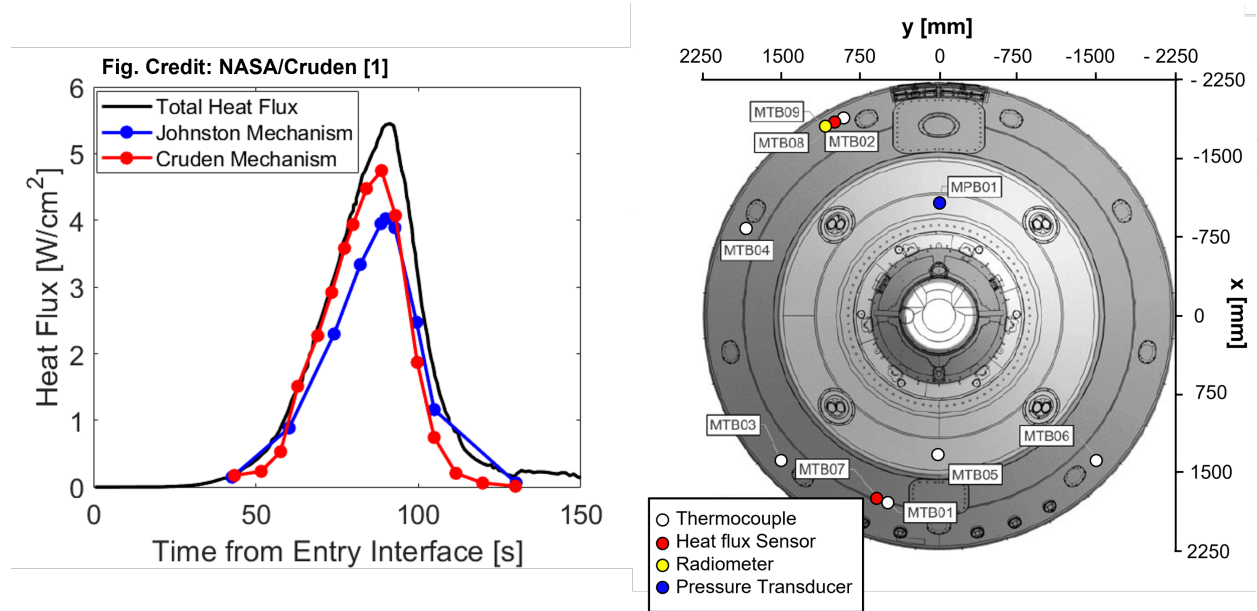 Fig. Credit: NASA/Cruden [1]
Total Heat Flux
Johnston Mechanism
Cruden Mechanism
Heat Flux [W/cm²]
6
5
4
3
2
1
0
0 50 100 150
Time from Entry Interface [s]
y [mm]
2250 1500 750 0 -750 -1500 - 2250
- 2250
-1500
-750
0
750
1500
2250
x [mm]
MTB09
MTB08
MTB02
MPB01
MTB04
MTB03
MTB06
MTB07
MTB05
MTB01
Thermocouple
Heat flux Sensor
Radiometer
Pressure Transducer